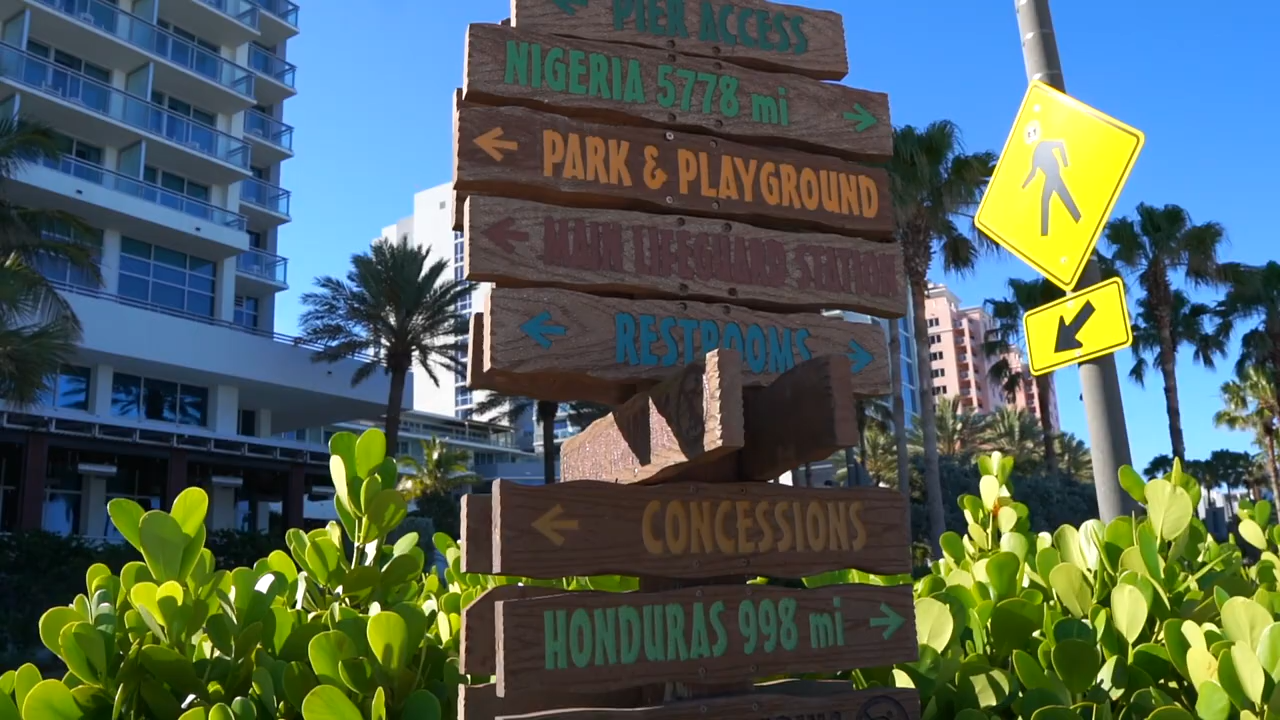 PIER ACCESS
NIGERIA 5778 mi
PARK & PLAYGROUND
MAIN LIFEGUARD STATION
RESTROOMS
CONCESSIONS
HONDURAS 998 mi